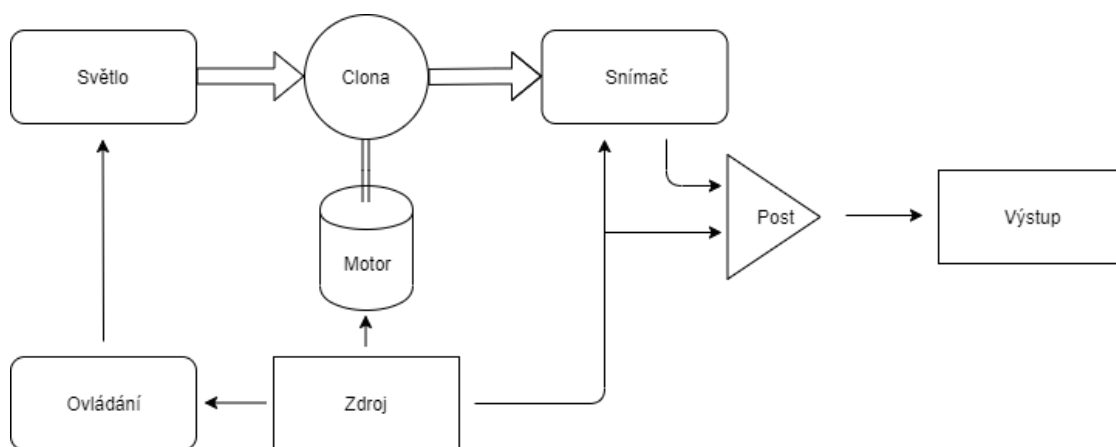 Světlo
Clona
Snímač
Post
Výstup
Motor
Ovládání
Zdroj